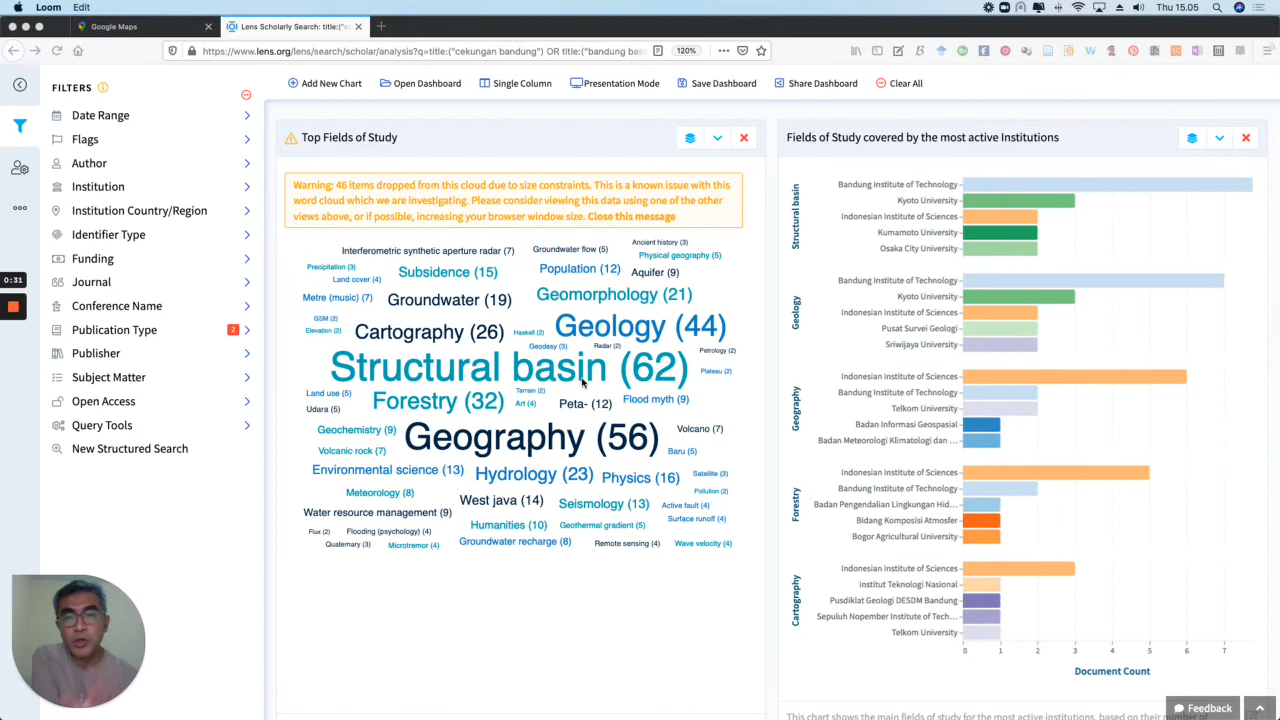 Loom File Edit Window Help
Thu Jan 7 15.05
Google Maps
Lens Scholarly Search: title:("c
https://www.lens.org/lens/search/scholar/analysis?q=title:("cekungan bandung") OR title:("bandung bas
120%
FILTERS
Date Range
Flags
Author
Institution
Institution Country/Region
Identifier Type
Funding
Journal
Conference Name
Publication Type 2
Publisher
Subject Matter
Open Access
Query Tools
New Structured Search
0:31
Add New Chart Open Dashboard Single Column Presentation Mode Save Dashboard Share Dashboard Clear All
Top Fields of Study
Warning: 46 items dropped from this cloud due to size constraints. This is a known issue with this
word cloud which we are investigating. Please consider viewing this data using one of the other
views above, or if possible, increasing your browser window size. Close this message
Ancient history (3)
Interferometric synthetic aperture radar (7) Groundwater flow (5)
Physical geography (5)
Precipitation (3) Subsidence (15) Population (12) Aquifer (9)
Land cover (4)
Metre (music) (7) Groundwater (19) Geomorphology (21)
GSM (2)
Elevation (2) Cartography (26) Haskell (2) Geology (44)
Geodesy (3) Radar (2) Petrology (2)
Structural basin (62) Plateau (2)
Land use (5) Forestry (32) Terrain (2) Flood myth (9)
Udara (5) Art (4) Peta- (12)
Geochemistry (9) Geography (56) Volcano (7)
Volcanic rock (7) Baru (5)
Environmental science (13) Hydrology (23) Physics (16) Satellite (3)
Meteorology (8) West java (14) Seismology (13) Pollution (2)
Active fault (4)
Water resource management (9) Humanities (10) Geothermal gradient (5) Surface runoff (4)
Flux (2) Flooding (psychology) (4)
Quaternary (3) Microtremor (4) Groundwater recharge (8) Remote sensing (4) Wave velocity (4)
Fields of Study covered by the most active Institutions
Structural basin
Bandung Institute of Technology
Kyoto University
Indonesian Institute of Sciences
Kumamoto University
Osaka City University
Geology
Bandung Institute of Technology
Kyoto University
Indonesian Institute of Sciences
Pusat Survei Geologi
Sriwijaya University
Geography
Indonesian Institute of Sciences
Bandung Institute of Technology
Telkom University
Badan Informasi Geospasial
Badan Meteorologi Klimatologi dan ...
Forestry
Indonesian Institute of Sciences
Bandung Institute of Technology
Badan Pengendalian Lingkungan Hid...
Bidang Komposisi Atmosfer
Bogor Agricultural University
Cartography
Indonesian Institute of Sciences
Institut Teknologi Nasional
Pusdiklat Geologi DESDM Bandung
Sepuluh Nopember Institute of Tech...
Telkom University
0 1 2 3 4 5 6 7
Document Count
This chart shows the main fields of study for the most active institutions, based on their number of
Feedback